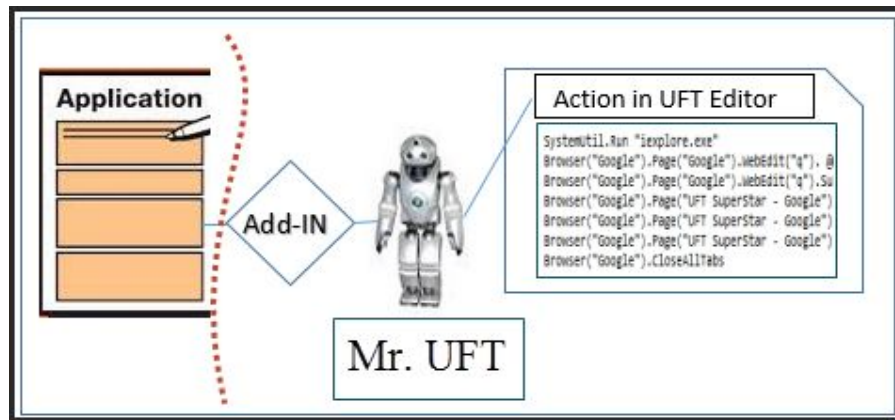 Application
Add-IN
Mr. UFT
Action in UFT Editor
SystemUtil.Run "iexplore.exe"
Browser("Google").Page("Google").WebEdit("q"). @
Browser("Google").Page("Google").WebEdit("q").Su
Browser("Google").Page("UFT SuperStar - Google")
Browser("Google").Page("UFT SuperStar - Google")
Browser("Google").Page("UFT SuperStar - Google")
Browser("Google").CloseAllTabs